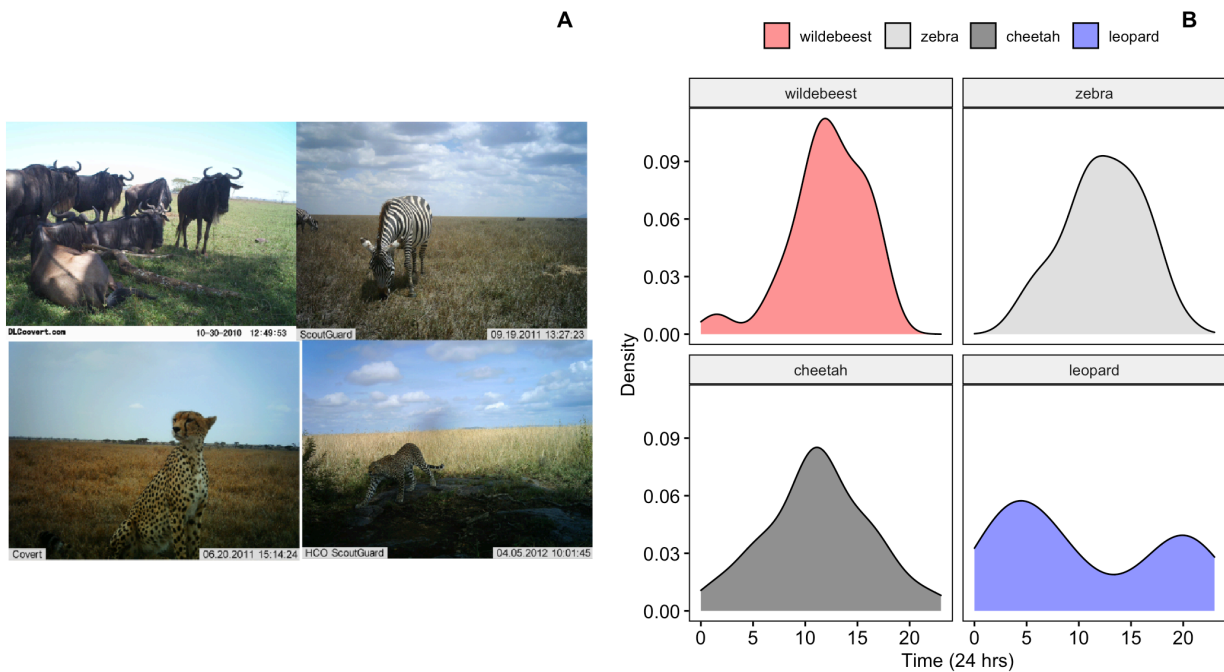 A
DLCcovert.com 10-30-2010 12:49:53
ScoutGuard 09.19.2011 13:27:23
Covert 06.20.2011 15:14:24
HCO ScoutGuard 04.05.2012 10:01:45
B
wildebeest zebra cheetah leopard
wildebeest zebra
0.09
0.06
0.03
0.00
cheetah leopard
0.09
0.06
0.03
0.00
Density
0 5 10 15 20 0 5 10 15 20
Time (24 hrs)